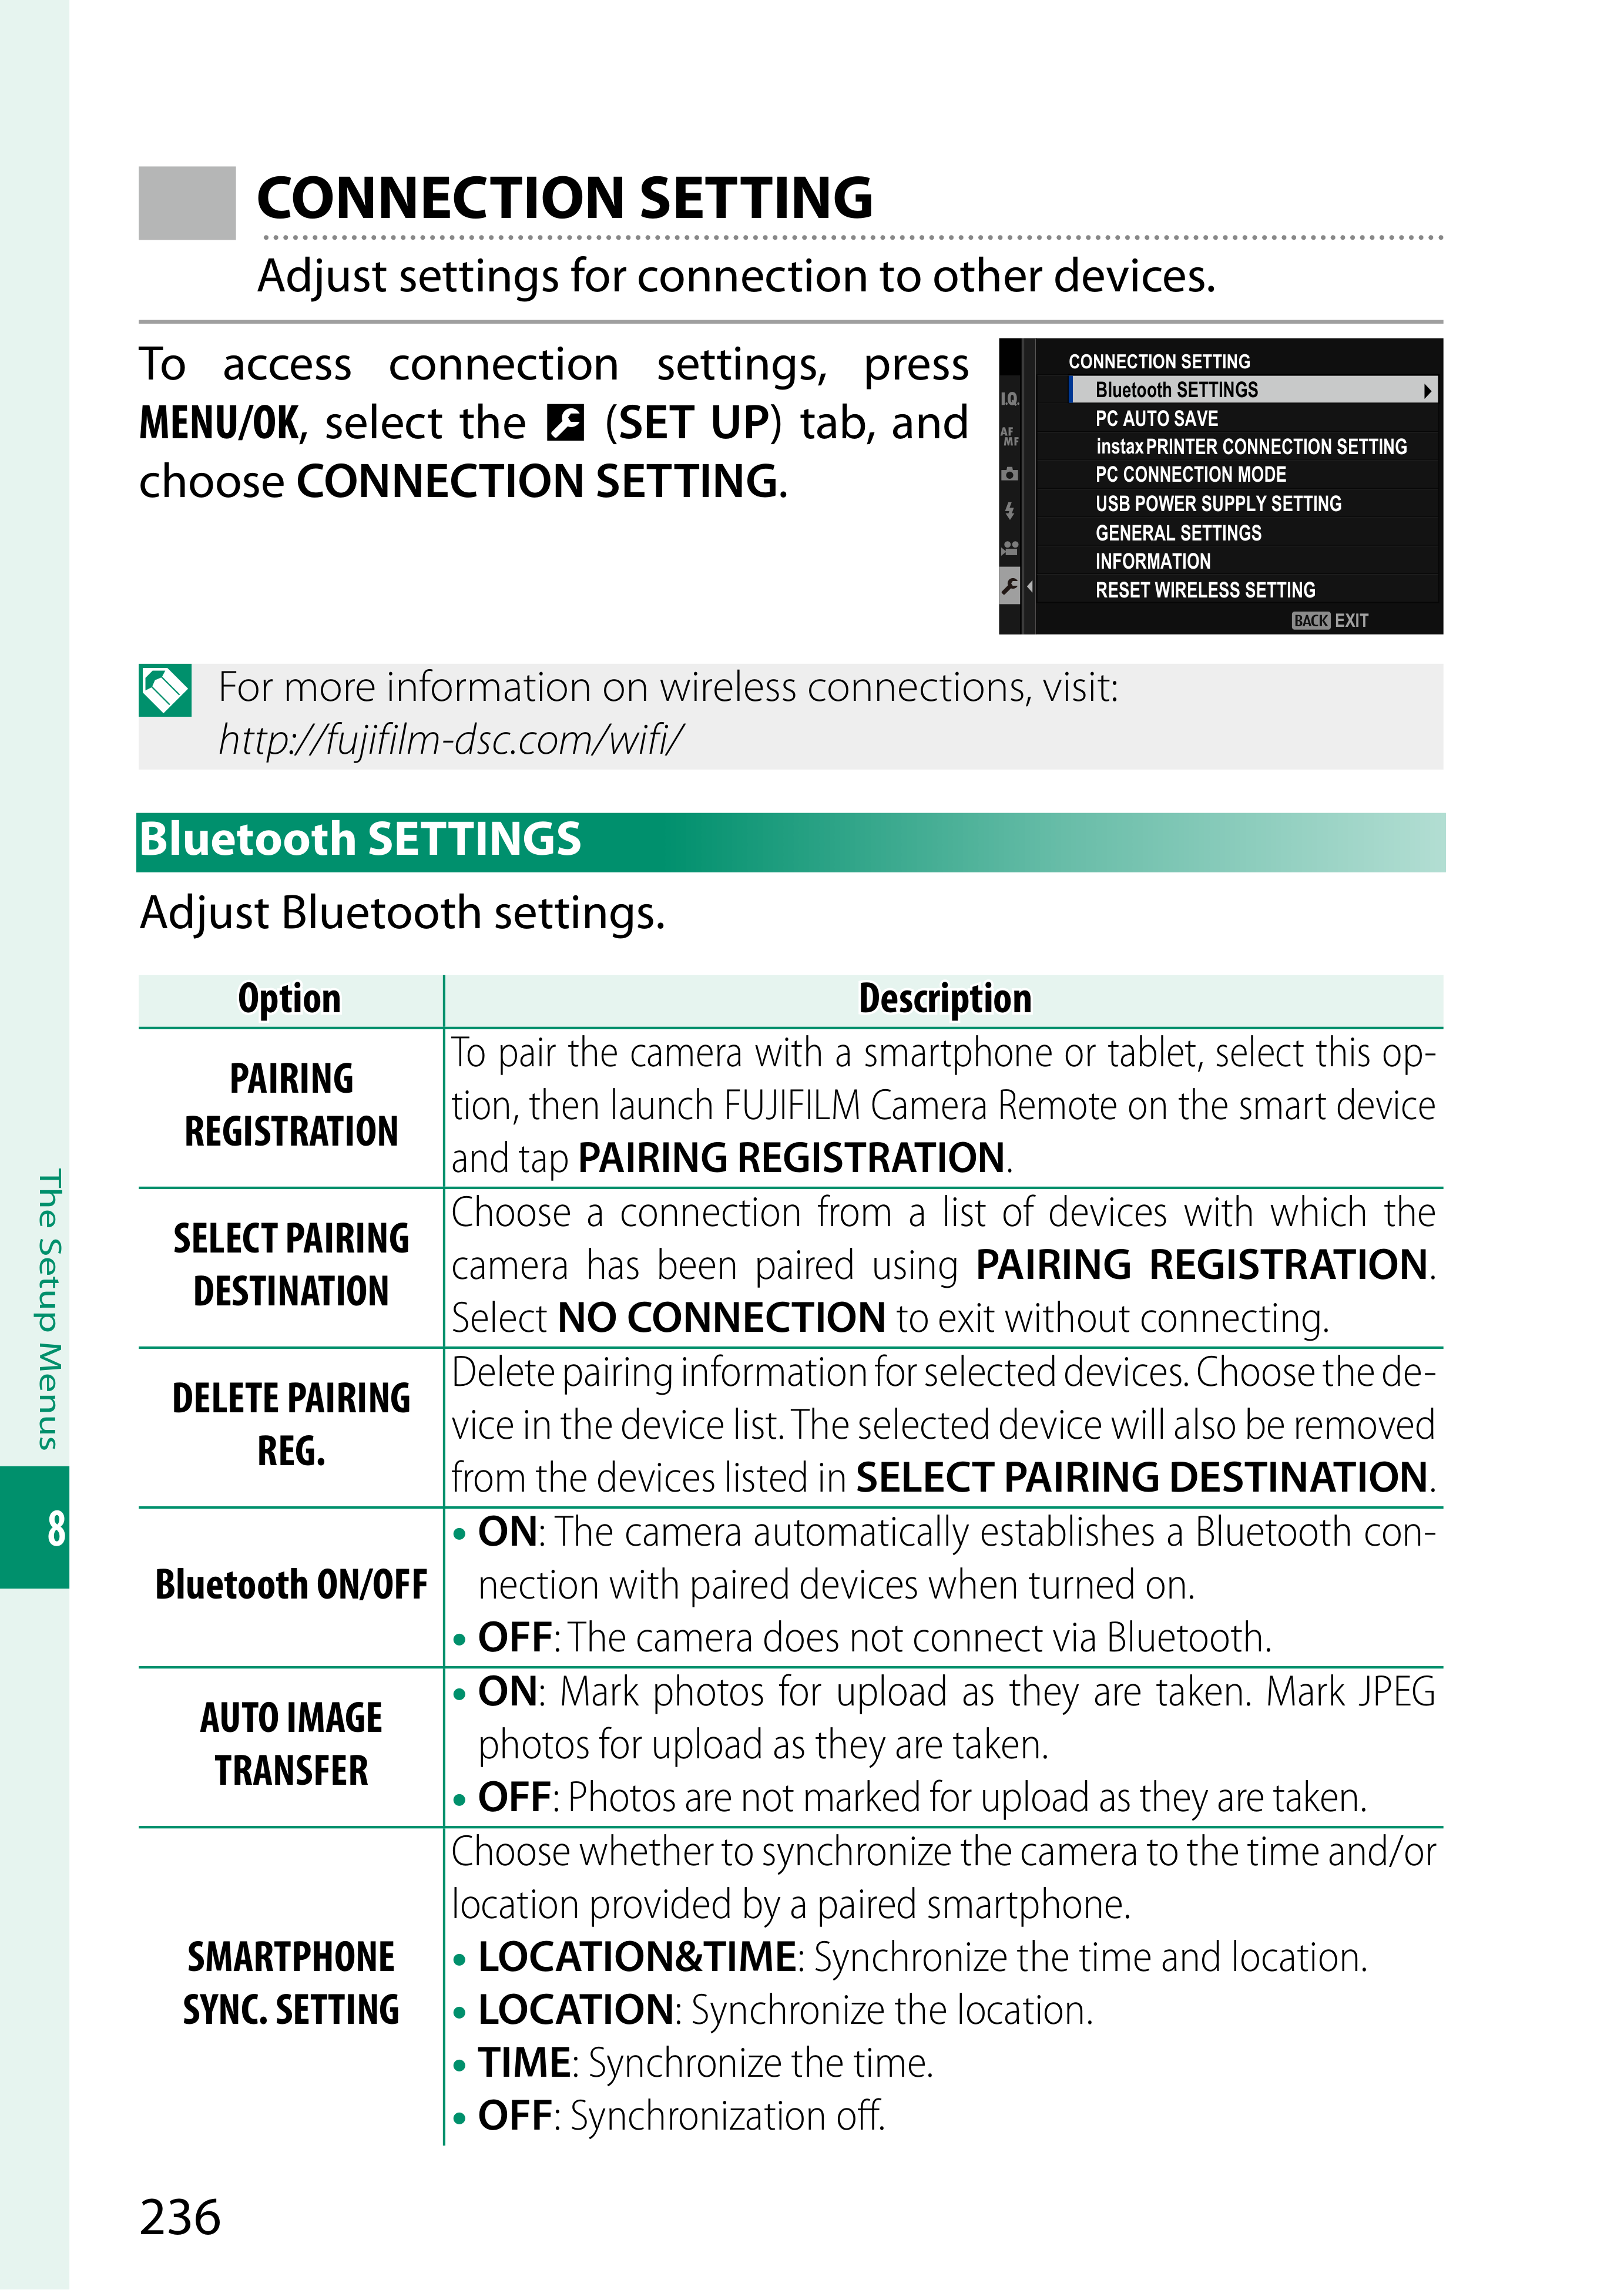 CONNECTION SETTING
Adjust settings for connection to other devices.
To access connection settings, press
MENU/OK, select the (SET UP) tab, and
choose CONNECTION SETTING.
CONNECTION SETTING
Bluetooth SETTINGS
PC AUTO SAVE
instax PRINTER CONNECTION SETTING
PC CONNECTION MODE
USB POWER SUPPLY SETTING
GENERAL SETTINGS
INFORMATION
RESET WIRELESS SETTING
BACK EXIT
I.Q.
AF
MF
For more information on wireless connections, visit:
http://fujifilm-dsc.com/wifi/
Bluetooth SETTINGS
Adjust Bluetooth settings.
Option
Description
PAIRING
REGISTRATION
To pair the camera with a smartphone or tablet, select this op-
tion, then launch FUJIFILM Camera Remote on the smart device
and tap PAIRING REGISTRATION.
SELECT PAIRING
DESTINATION
Choose a connection from a list of devices with which the
camera has been paired using PAIRING REGISTRATION.
Select NO CONNECTION to exit without connecting.
DELETE PAIRING
REG.
Delete pairing information for selected devices. Choose the de-
vice in the device list. The selected device will also be removed
from the devices listed in SELECT PAIRING DESTINATION.
Bluetooth ON/OFF
• ON: The camera automatically establishes a Bluetooth con-
nection with paired devices when turned on.
• OFF: The camera does not connect via Bluetooth.
AUTO IMAGE
TRANSFER
• ON: Mark photos for upload as they are taken. Mark JPEG
photos for upload as they are taken.
• OFF: Photos are not marked for upload as they are taken.
SMARTPHONE
SYNC. SETTING
Choose whether to synchronize the camera to the time and/or
location provided by a paired smartphone.
• LOCATION&TIME: Synchronize the time and location.
• LOCATION: Synchronize the location.
• TIME: Synchronize the time.
• OFF: Synchronization off.
The Setup Menus
8
236